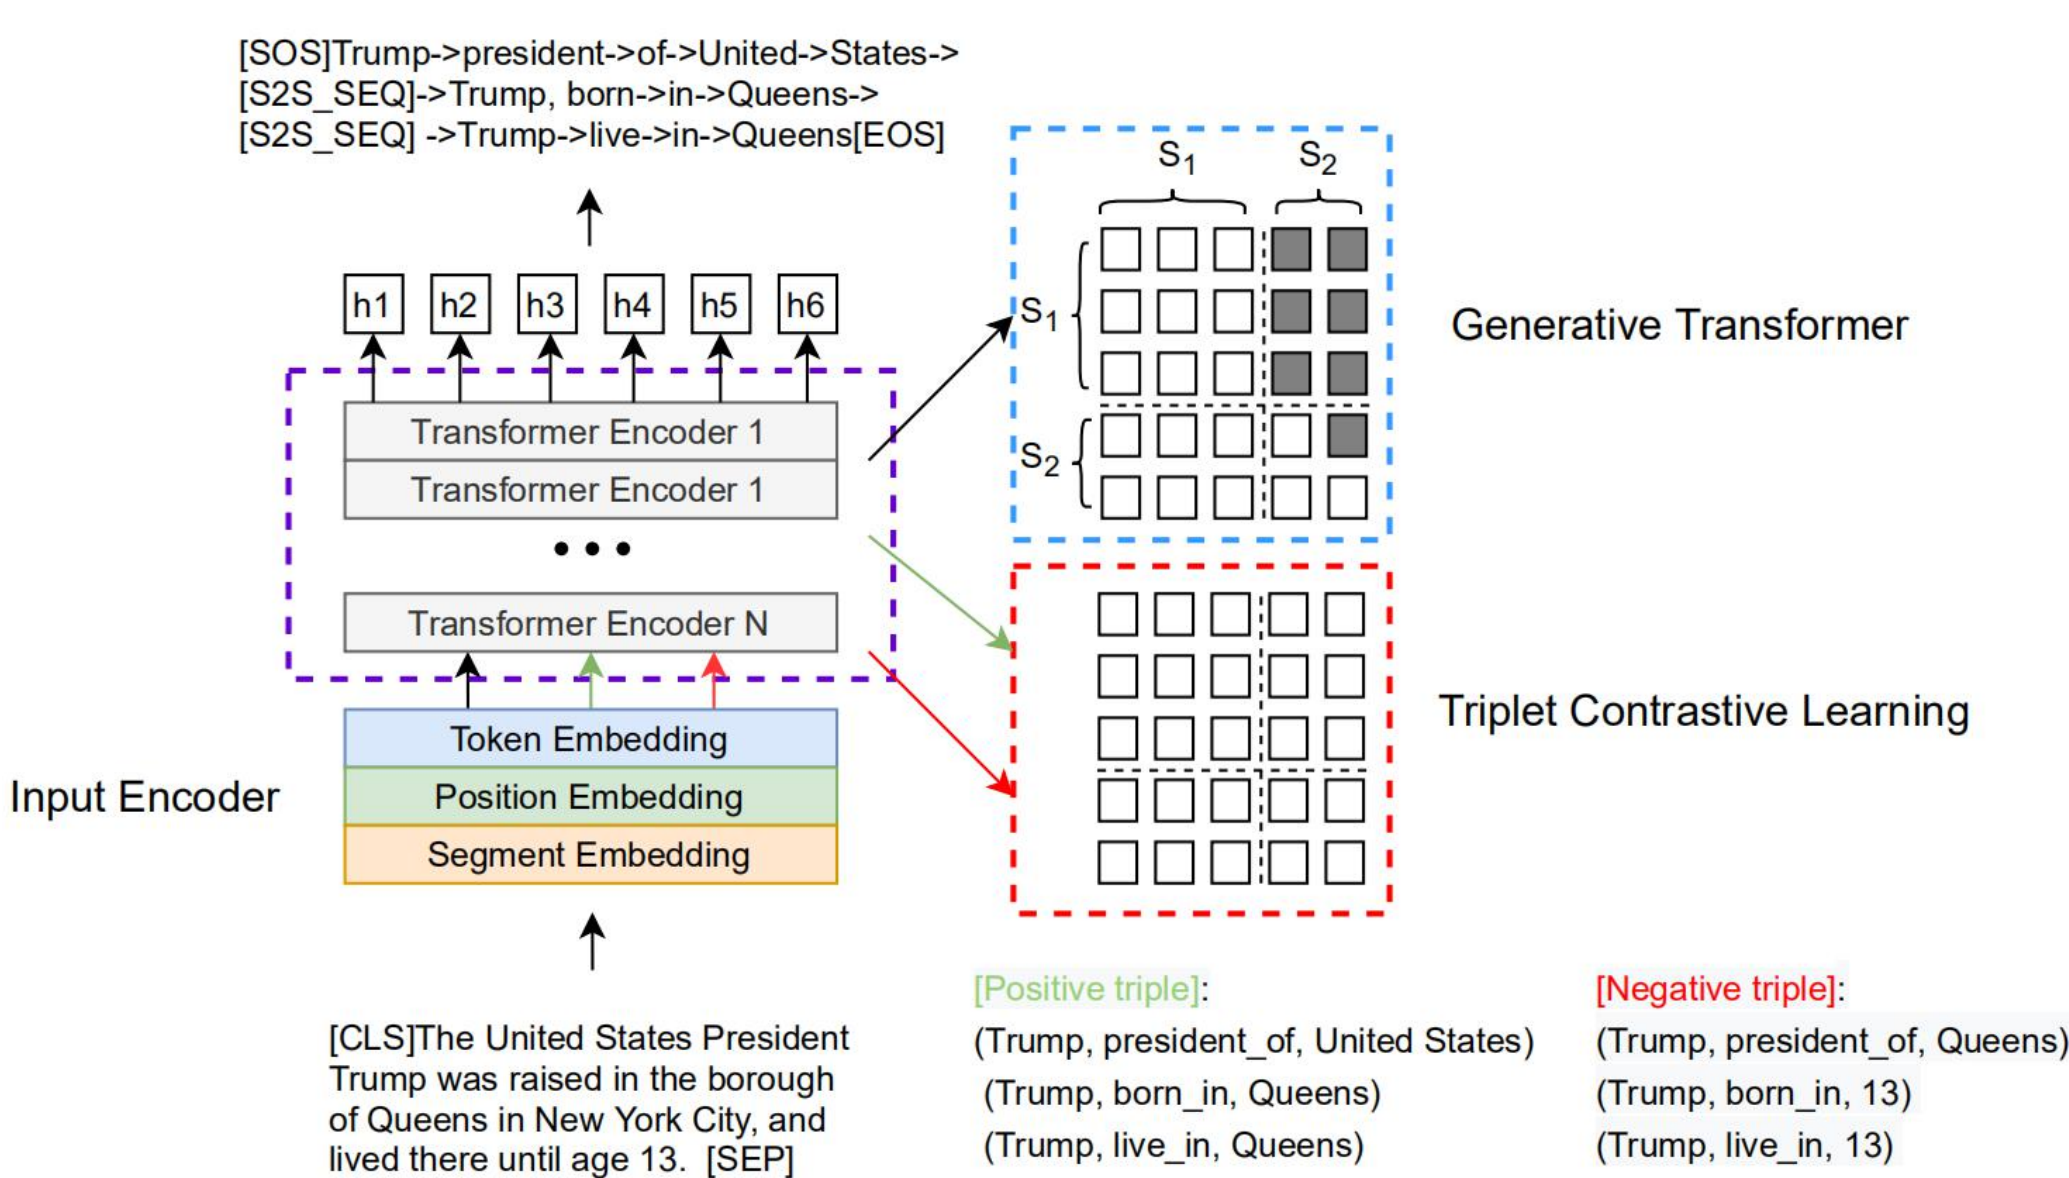 [SOS]Trump->president->of->United->States->
[S2S_SEQ]->Trump, born->in->Queens->
[S2S_SEQ] ->Trump->live->in->Queens[EOS]
h1 h2 h3 h4 h5 h6
Transformer Encoder 1
Transformer Encoder 1
Transformer Encoder N
Token Embedding
Position Embedding
Segment Embedding
Input Encoder
[CLS]The United States President
Trump was raised in the borough
of Queens in New York City, and
lived there until age 13. [SEP]
S1 S2
S1
S2
Generative Transformer
Triplet Contrastive Learning
[Positive triple]:
(Trump, president_of, United States)
(Trump, born_in, Queens)
(Trump, live_in, Queens)
[Negative triple]:
(Trump, president_of, Queens)
(Trump, born_in, 13)
(Trump, live_in, 13)